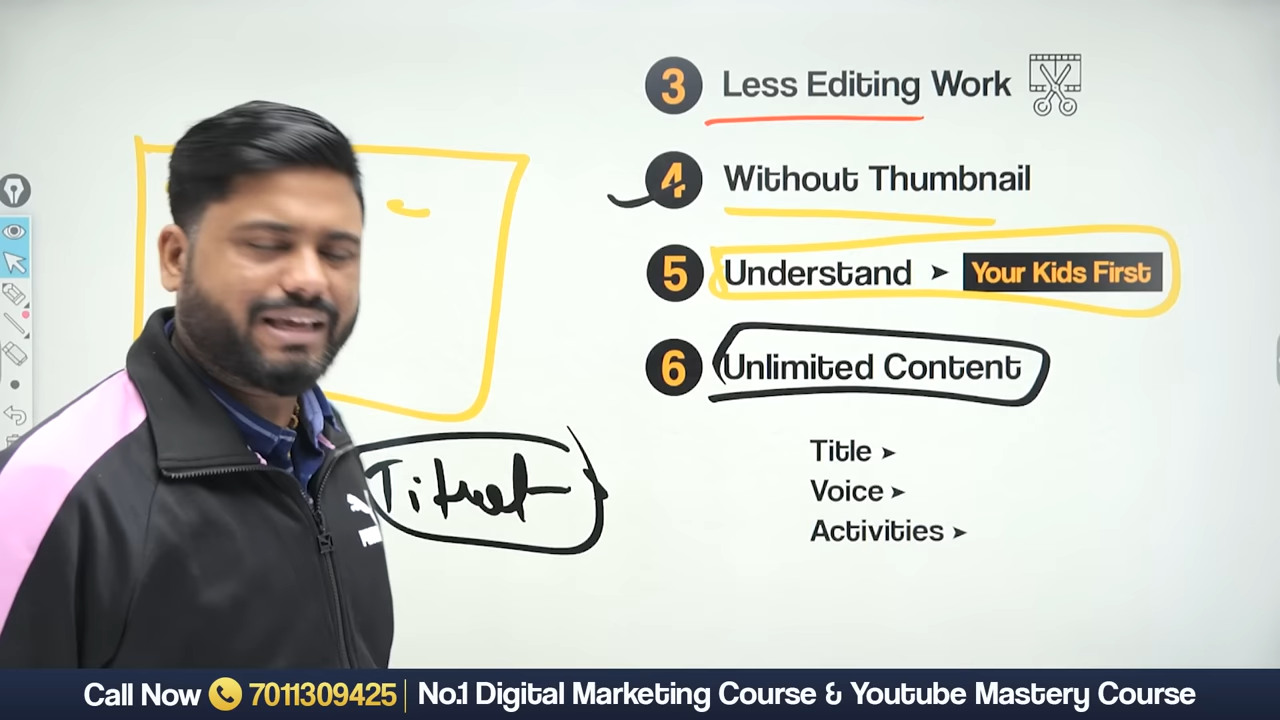 3 Less Editing Work
4 Without Thumbnail
5 Understand ➤ Your Kids First
6 Unlimited Content
Title ➤
Voice ➤
Activities ➤
Call Now 7011309425 | No.1 Digital Marketing Course & Youtube Mastery Course